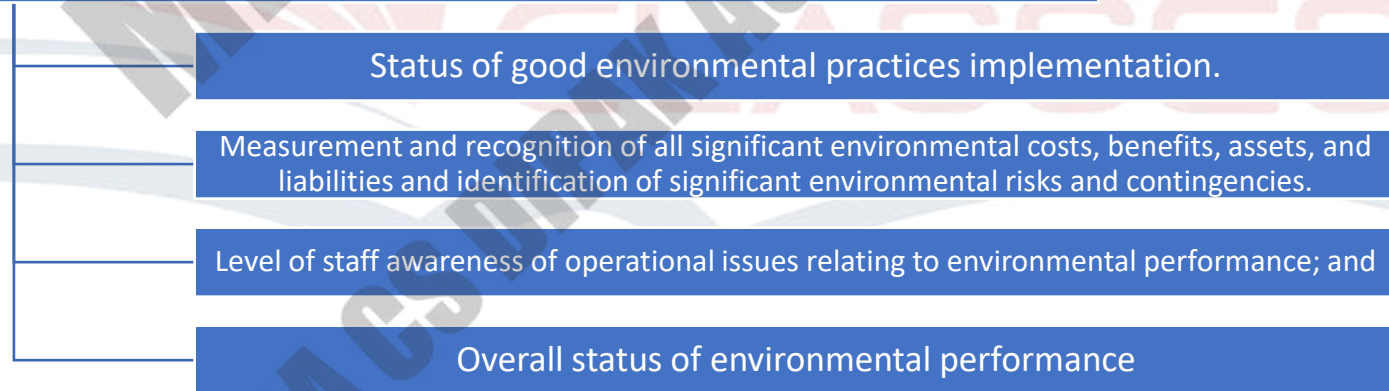 Status of good environmental practices implementation.
Measurement and recognition of all significant environmental costs, benefits, assets, and
liabilities and identification of significant environmental risks and contingencies.
Level of staff awareness of operational issues relating to environmental performance; and
Overall status of environmental performance